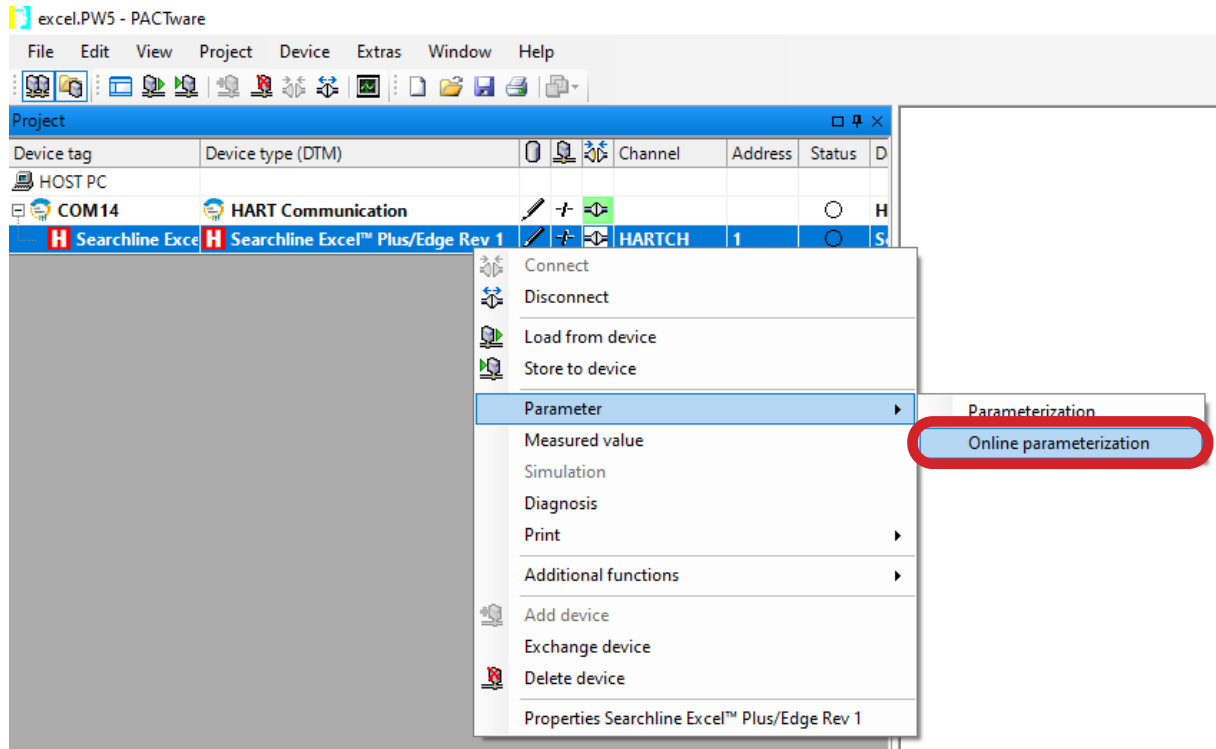 excel.PW5 - PACTware
File Edit View Project Device Extras Window Help
Project
Device tag Device type (DTM) Channel Address Status D
HOST PC
COM14 HART Communication H
H Searchline Exce H Searchline Excel™ Plus/Edge Rev 1 HARTCH 1 S
Connect
Disconnect
Load from device
Store to device
Parameter
Parameterization
Measured value
Online parameterization
Simulation
Diagnosis
Print
Additional functions
Add device
Exchange device
Delete device
Properties Searchline Excel™ Plus/Edge Rev 1